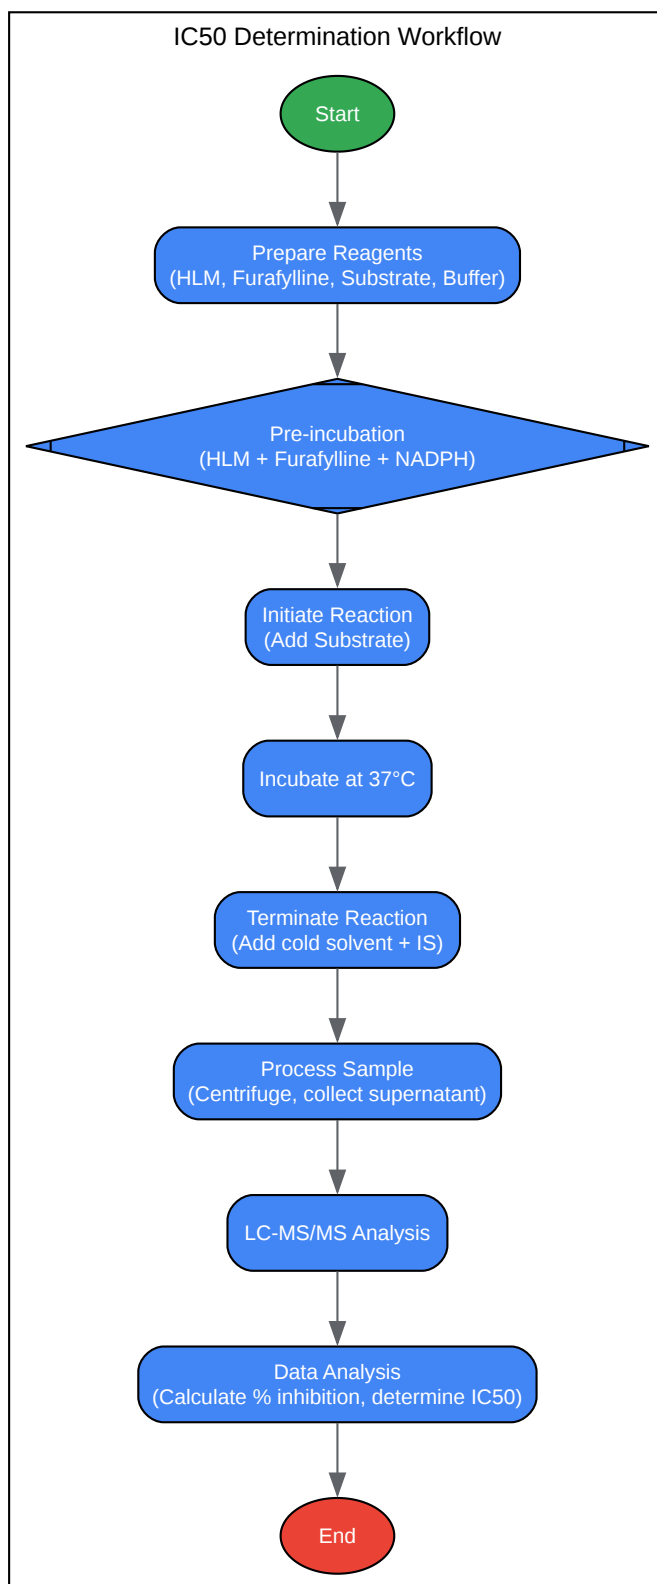 IC50 Determination Workflow
Start
Prepare Reagents
(HLM, Furafylline, Substrate, Buffer)
Pre-incubation
(HLM + Furafylline + NADPH)
Initiate Reaction
(Add Substrate)
Incubate at 37°C
Terminate Reaction
(Add cold solvent + IS)
Process Sample
(Centrifuge, collect supernatant)
LC-MS/MS Analysis
Data Analysis
(Calculate % inhibition, determine IC50)
End